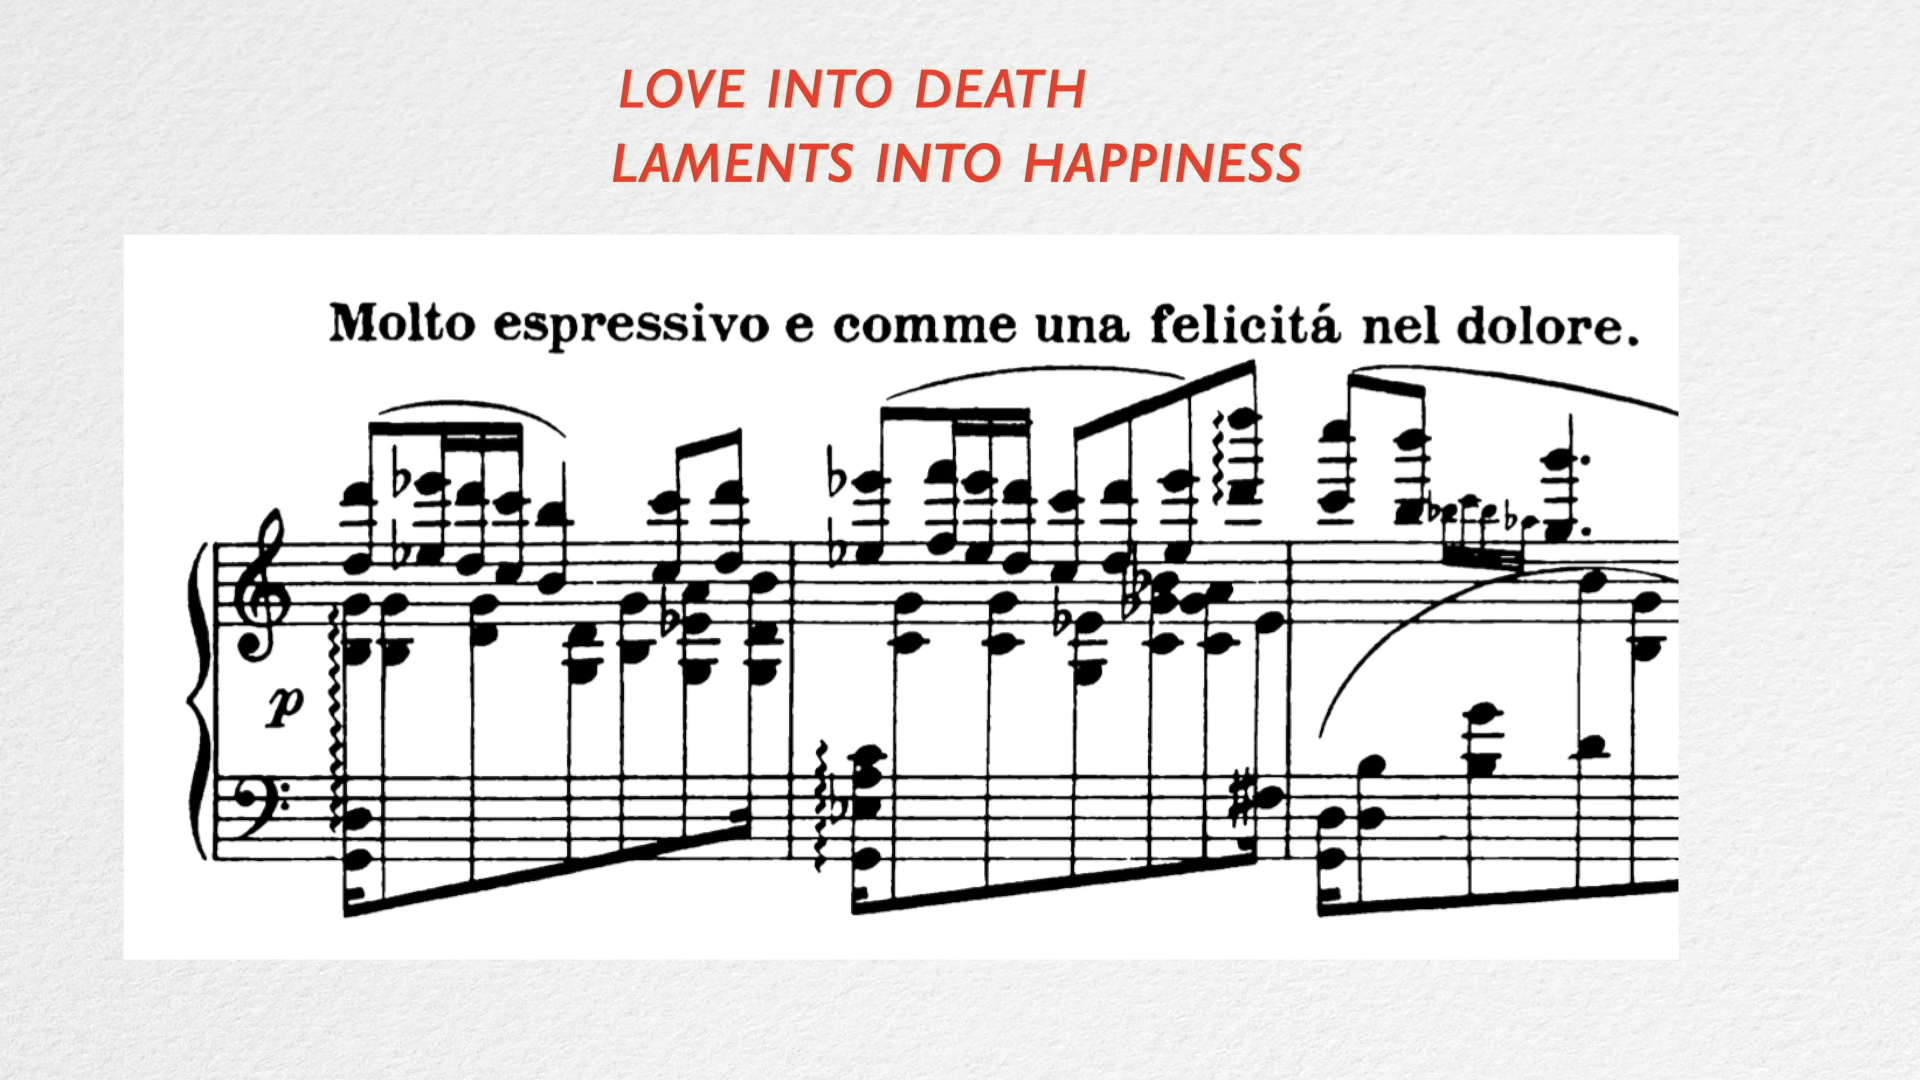 LOVE INTO DEATH
LAMENTS INTO HAPPINESS
Molto espressivo e comme una felicitá nel dolore.
p